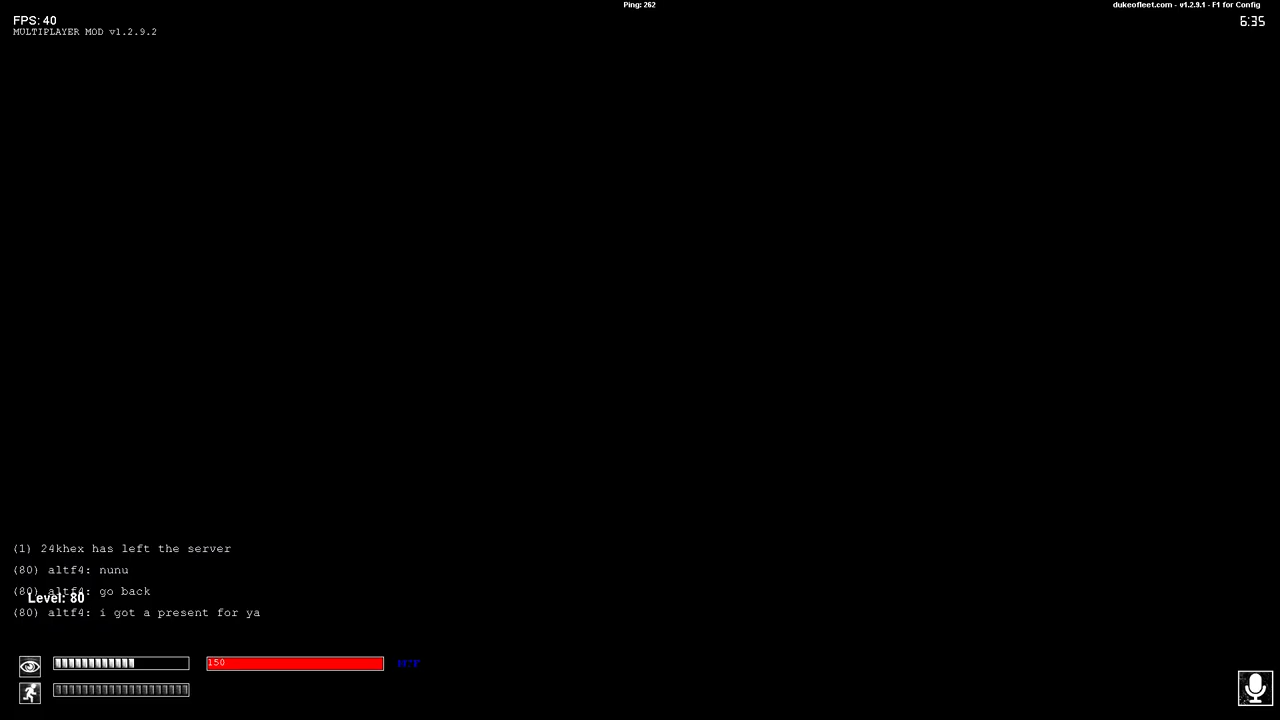 Ping: 262
dukeofleet.com - v1.2.9.1 - F1 for Config
FPS: 40
6:35
MULTIPLAYER MOD v1.2.9.2
(1) 24khex has left the server
(80) altf4: nunu
(80) altf4: go back
Level: 80
(80) altf4: i got a present for ya
150